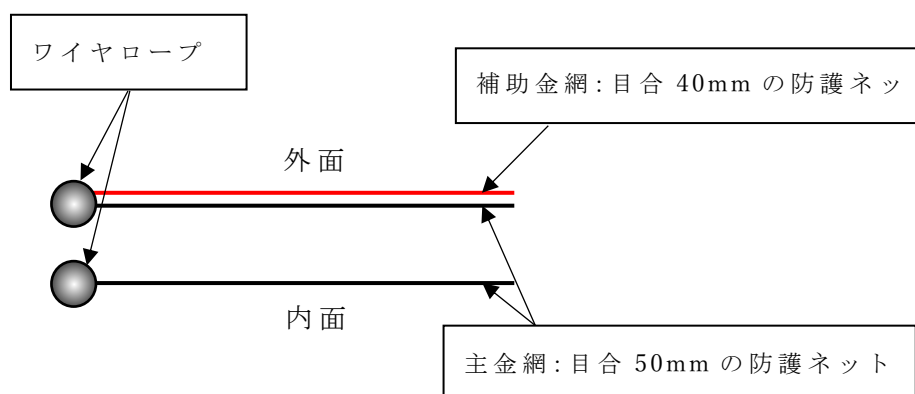 ワイヤロープ
補助金網:目合 40mm の防護ネッ
外面
内面
主金網:目合 50mm の防護ネット